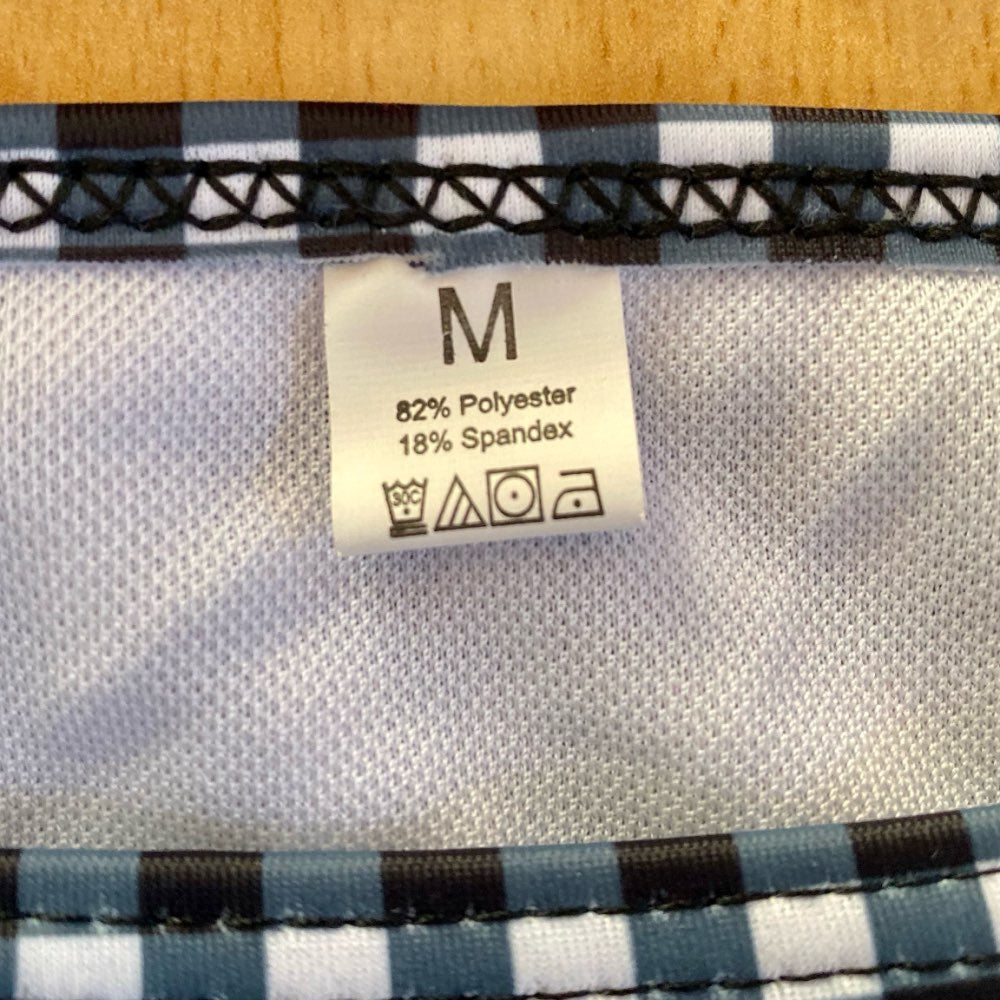 M
82% Polyester
18% Spandex